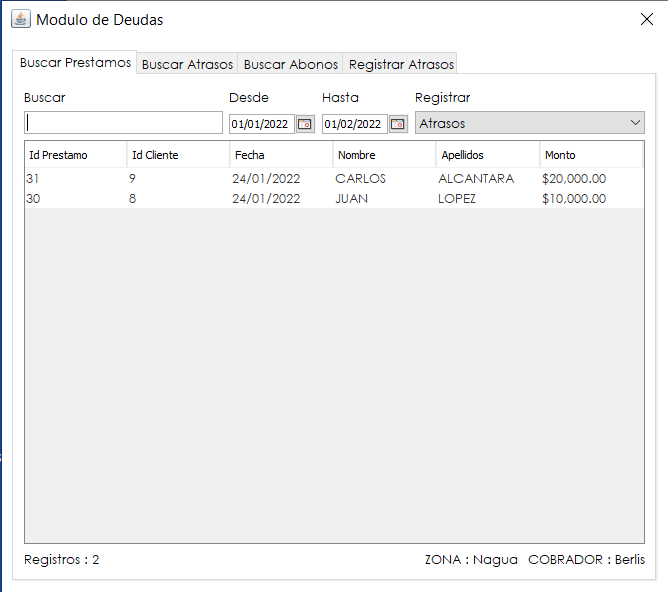 Modulo de Deudas
Buscar Prestamos Buscar Atrasos Buscar Abonos Registrar Atrasos
Buscar Desde Hasta Registrar
01/01/2022 01/02/2022 Atrasos
Id Prestamo Id Cliente Fecha Nombre Apellidos Monto
31 9 24/01/2022 CARLOS ALCANTARA $20,000.00
30 8 24/01/2022 JUAN LOPEZ $10,000.00
Registros : 2 ZONA : Nagua COBRADOR : Berlis